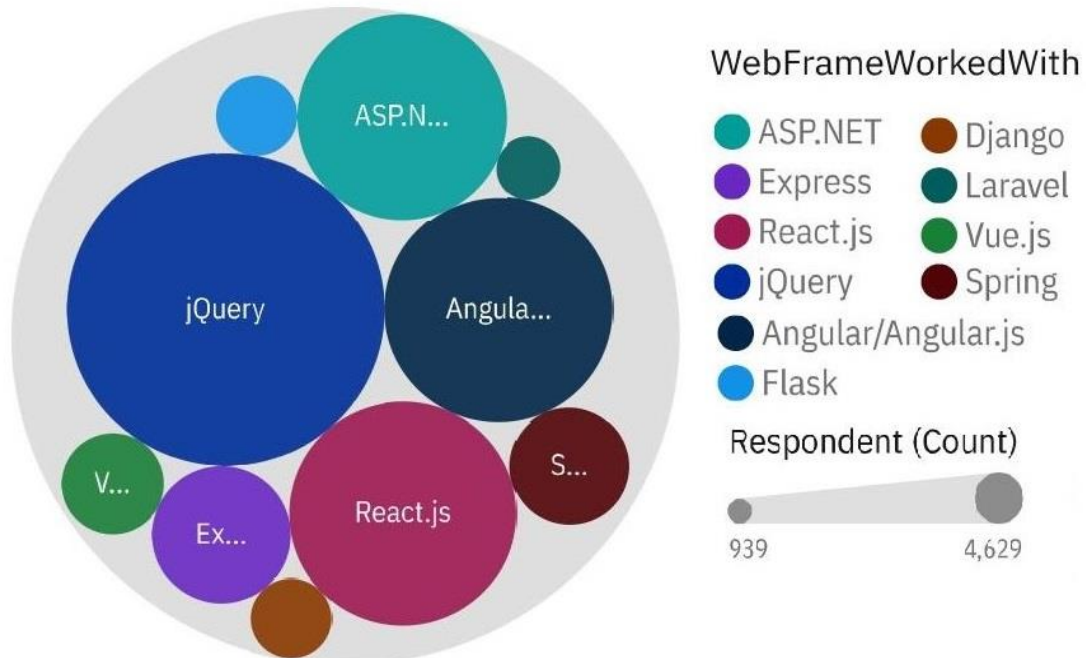 ASP.N...
jQuery
Angula...
V...
Ex...
React.js
S...
WebFrameWorkedWith
ASP.NET
Django
Express
Laravel
React.js
Vue.js
jQuery
Spring
Angular/Angular.js
Flask
Respondent (Count)
939
4,629